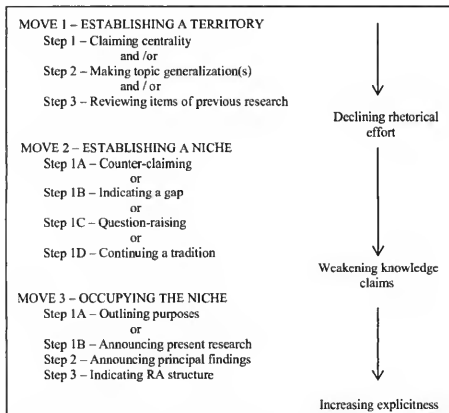 MOVE 1 – ESTABLISHING A TERRITORY
Step 1 – Claiming centrality
and /or
Step 2 – Making topic generalization(s)
and / or
Step 3 – Reviewing items of previous research
Declining rhetorical
effort
MOVE 2 – ESTABLISHING A NICHE
Step 1A – Counter-claiming
or
Step 1B – Indicating a gap
or
Step 1C – Question-raising
or
Step 1D – Continuing a tradition
Weakening knowledge
claims
MOVE 3 – OCCUPYING THE NICHE
Step 1A – Outlining purposes
or
Step 1B – Announcing present research
Step 2 – Announcing principal findings
Step 3 – Indicating RA structure
Increasing explicitness